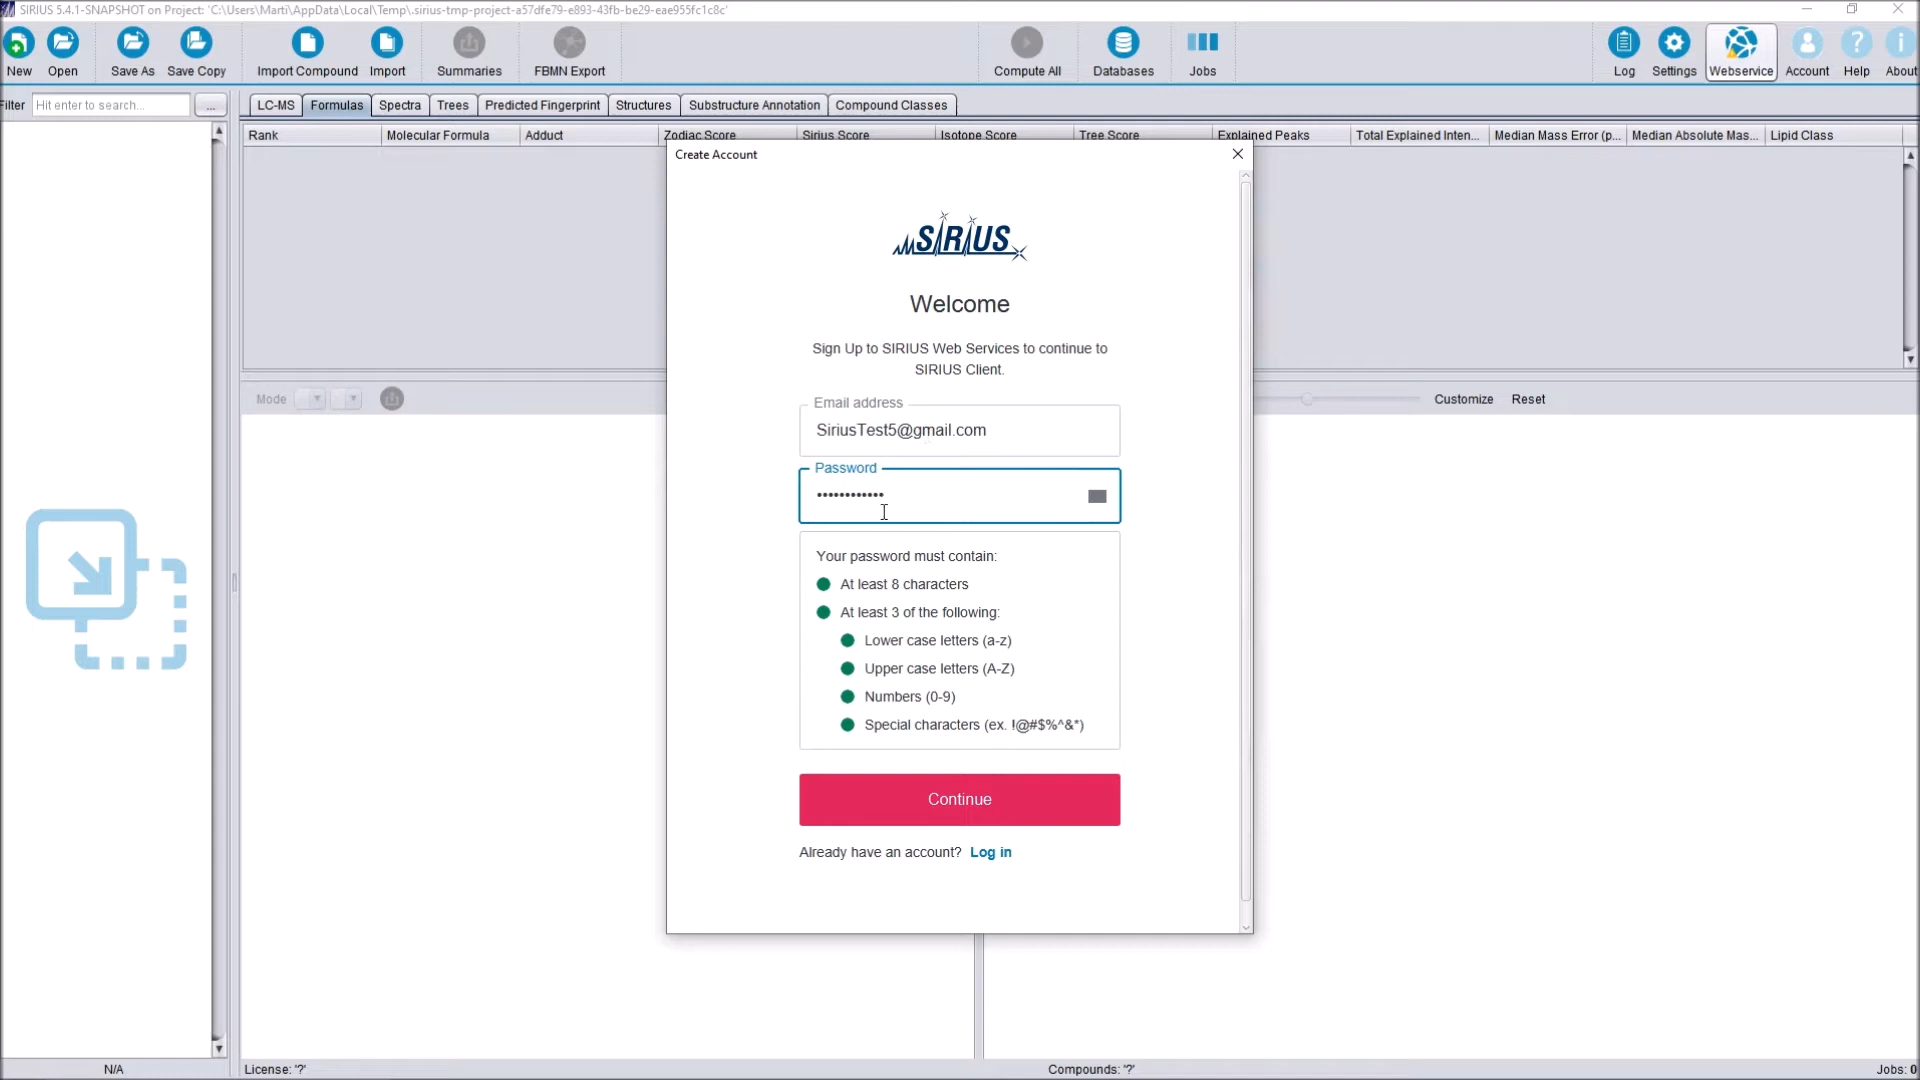 SIRIUS 5.4.1-SNAPSHOT on Project: 'C:\Users\Marti\AppData\Local\Temp\.sirius-tmp-project-a57dfe79-e893-43fb-be29-eae955fc1c8c'
New Open Save As Save Copy Import Compound Import Summaries FBMN Export Compute All Databases Jobs Log Settings Webservice Account Help About
Filter Hit enter to search... ... LC-MS Formulas Spectra Trees Predicted Fingerprint Structures Substructure Annotation Compound Classes
Rank Molecular Formula Adduct Zodiac Score Sirius Score Isotope Score Tree Score Explained Peaks Total Explained Inten... Median Mass Error (p... Median Absolute Mas... Lipid Class
Create Account
SIRIUS
Welcome
Sign Up to SIRIUS Web Services to continue to
SIRIUS Client.
Mode Customize Reset
Email address
SiriusTest5@gmail.com
Password
••••••••••••
Your password must contain:
At least 8 characters
At least 3 of the following:
Lower case letters (a-z)
Upper case letters (A-Z)
Numbers (0-9)
Special characters (ex. !@#$%^&*)
Continue
Already have an account? Log in
N/A License: '?' Compounds: '?' Jobs: 0